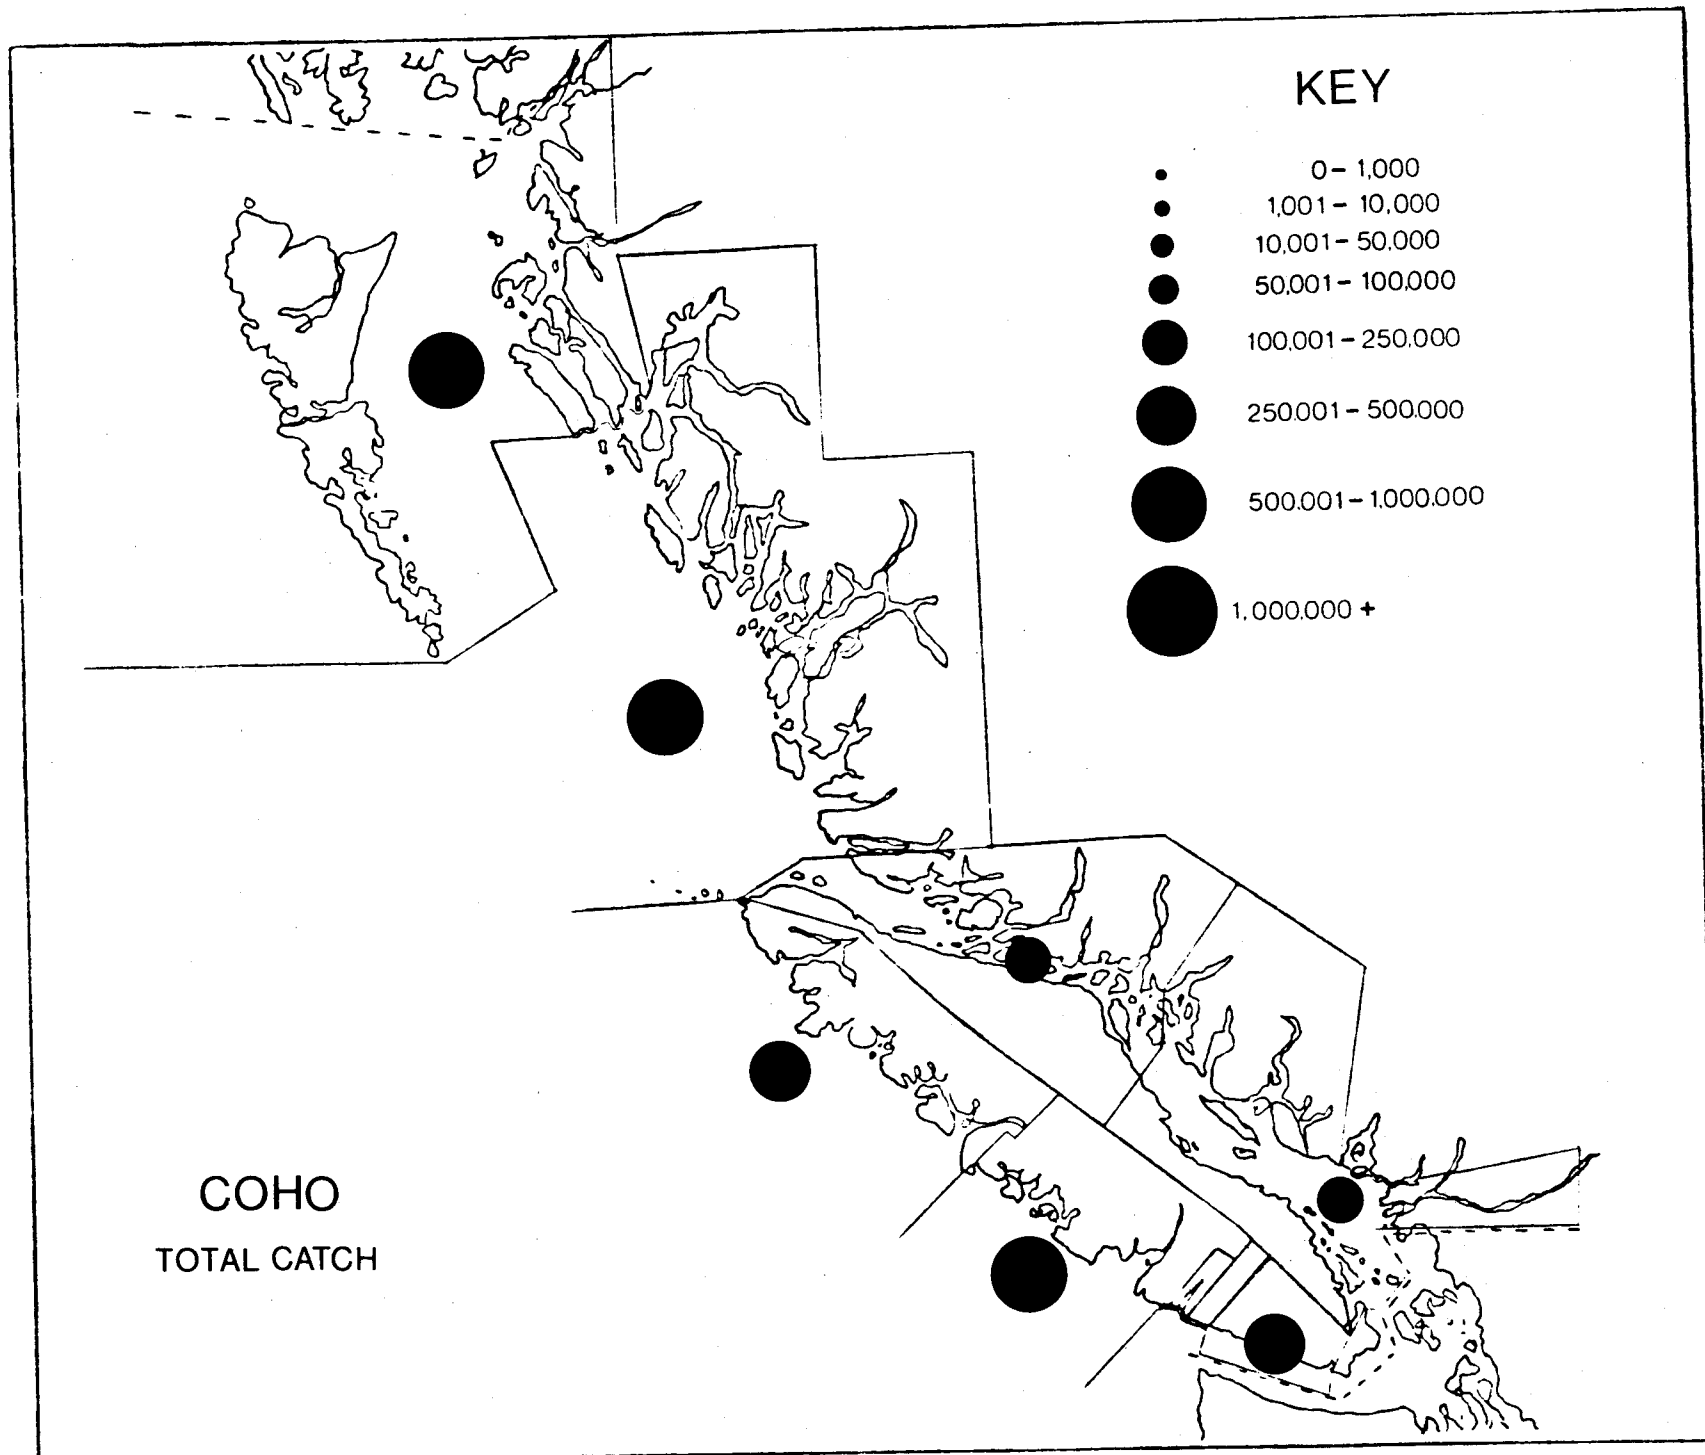 KEY
0 - 1,000
1,001 - 10,000
10,001 - 50,000
50,001 - 100,000
100,001 - 250,000
250.001 - 500.000
500.001 - 1.000.000
1,000,000 +
COHO
TOTAL CATCH